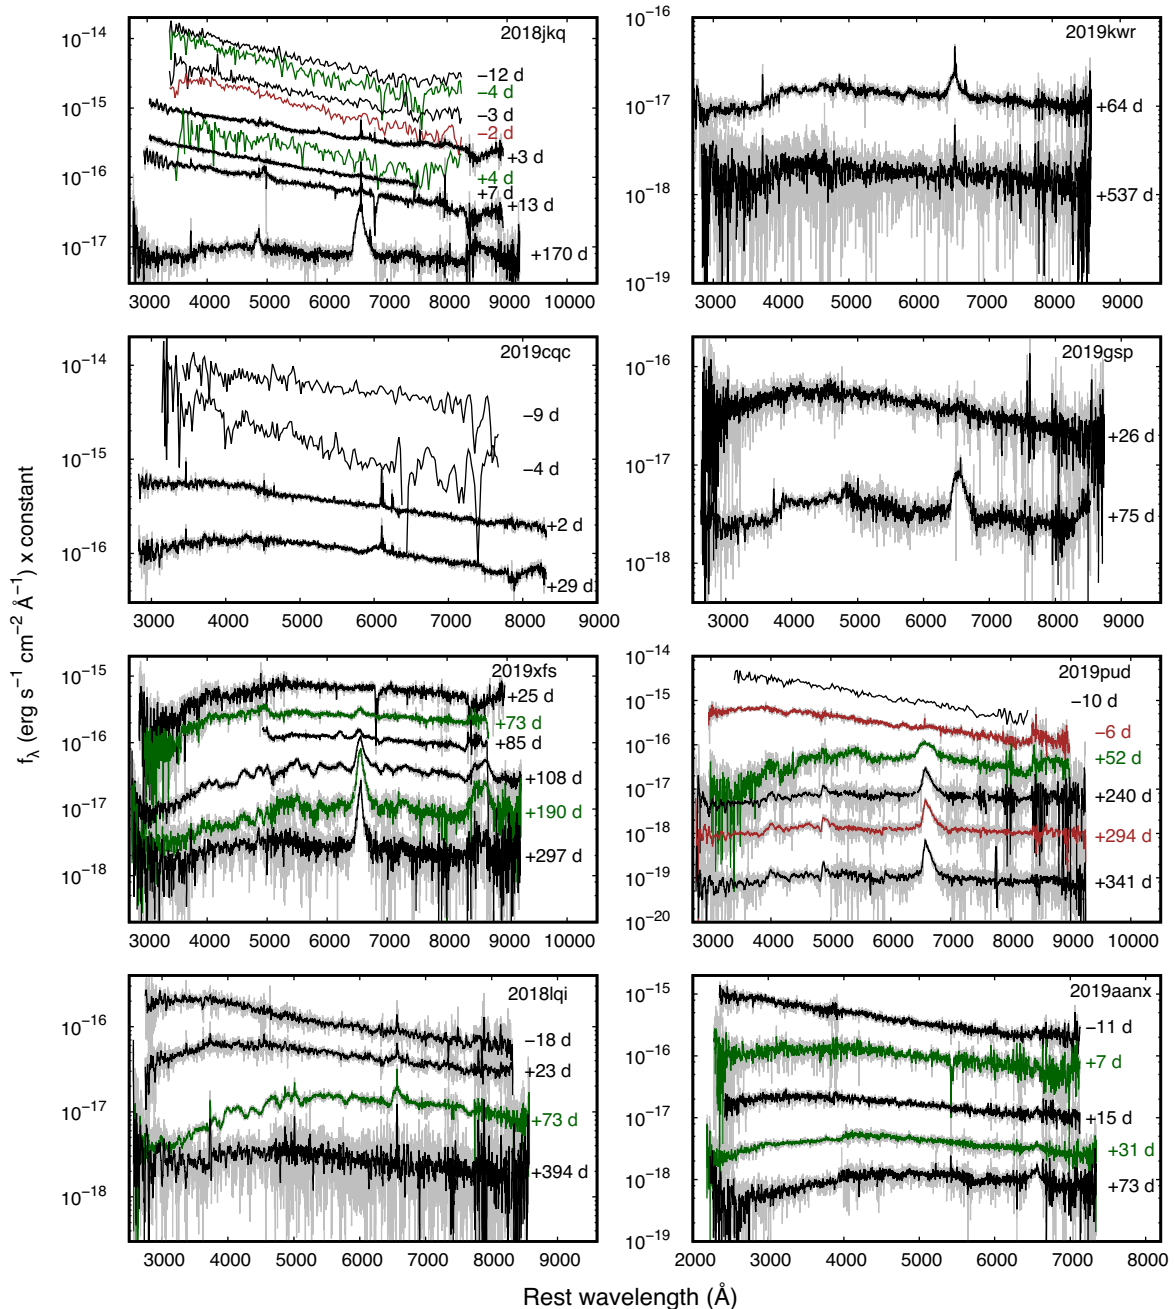 2018jkq
10−14
10−15
10−16
10−17
−12 d
−4 d
−3 d
−2 d
+3 d
+4 d
+7 d
+13 d
+170 d
3000 4000 5000 6000 7000 8000 9000 10000
2019kwr
10−16
10−17
10−18
10−19
+64 d
+537 d
3000 4000 5000 6000 7000 8000 9000
2019cqc
10−14
10−15
10−16
−9 d
−4 d
+2 d
+29 d
3000 4000 5000 6000 7000 8000 9000
2019gsp
10−16
10−17
10−18
+26 d
+75 d
3000 4000 5000 6000 7000 8000 9000
2019xfs
10−15
10−16
10−17
10−18
+25 d
+73 d
+85 d
+108 d
+190 d
+297 d
3000 4000 5000 6000 7000 8000 9000 10000
2019pud
10−14
10−15
10−16
10−17
10−18
10−19
10−20
−10 d
−6 d
+52 d
+240 d
+294 d
+341 d
3000 4000 5000 6000 7000 8000 9000 10000
2018lqi
10−16
10−17
10−18
−18 d
+23 d
+73 d
+394 d
3000 4000 5000 6000 7000 8000 9000
2019aanx
10−15
10−16
10−17
10−18
10−19
−11 d
+7 d
+15 d
+31 d
+73 d
2000 3000 4000 5000 6000 7000 8000
fλ (erg s−1 cm−2 Å−1) x constant
Rest wavelength (Å)